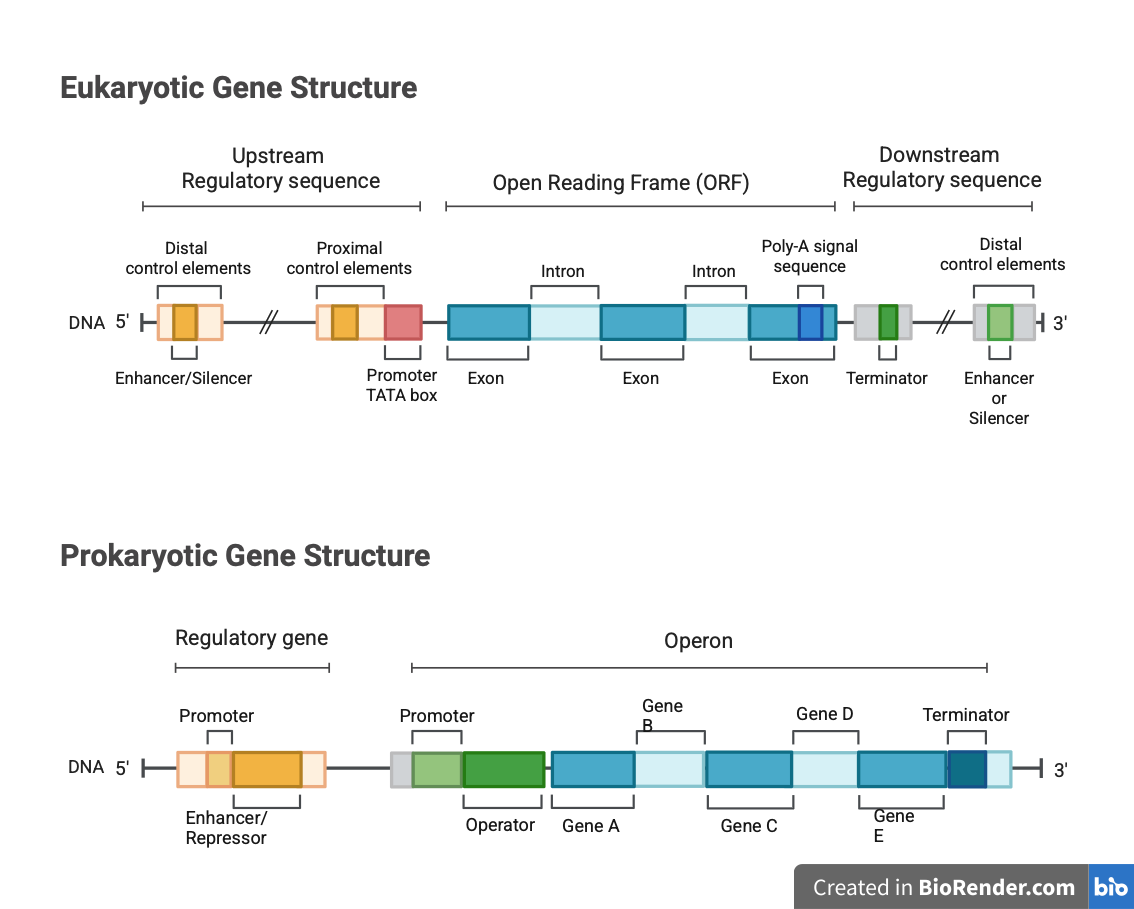 Eukaryotic Gene Structure
Upstream
Regulatory sequence
Open Reading Frame (ORF)
Downstream
Regulatory sequence
Distal
control elements
Proximal
control elements
Intron
Intron
Poly-A signal
sequence
Distal
control elements
DNA 5'
3'
Enhancer/Silencer
Promoter
TATA box
Exon
Exon
Exon
Terminator
Enhancer
or
Silencer
Prokaryotic Gene Structure
Regulatory gene
Operon
Promoter
Promoter
Gene
B
Gene D
Terminator
DNA 5'
3'
Enhancer/
Repressor
Operator
Gene A
Gene C
Gene
E
Created in BioRender.com bio